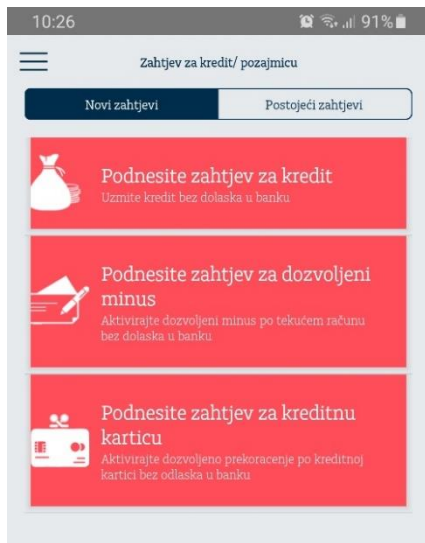 10:26 91%
Zahtjev za kredit/ pozajmicu
Novi zahtjevi Postojeći zahtjevi
Podnesite zahtjev za kredit
Uzmite kredit bez dolaska u banku
Podnesite zahtjev za dozvoljeni
minus
Aktivirajte dozvoljeni minus po tekućem računu
bez dolaska u banku
Podnesite zahtjev za kreditnu
karticu
Aktivirajte dozvoljeno prekoracenje po kreditnoj
kartici bez odlaska u banku